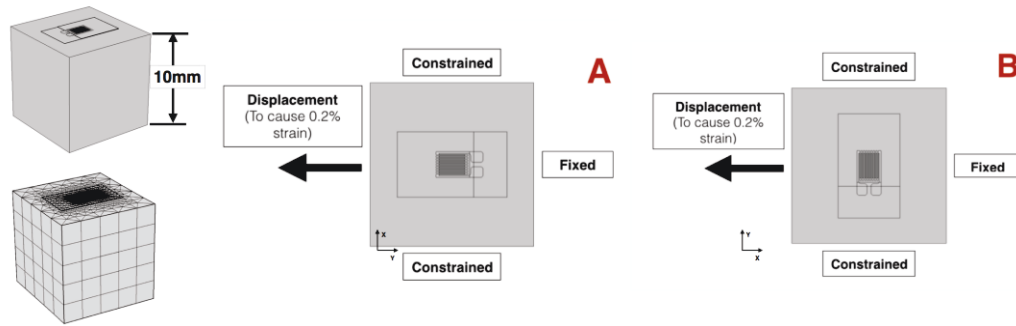 10mm
Constrained
A
Displacement
(To cause 0.2%
strain)
Fixed
X
Y
Constrained
Constrained
B
Displacement
(To cause 0.2%
strain)
Fixed
Y
X
Constrained